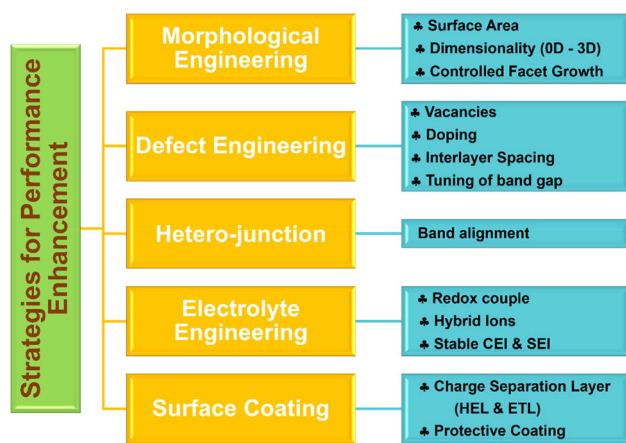 Strategies for Performance
Enhancement
Morphological
Engineering
♣ Surface Area
♣ Dimensionality (0D - 3D)
♣ Controlled Facet Growth
Defect Engineering
♣ Vacancies
♣ Doping
♣ Interlayer Spacing
♣ Tuning of band gap
Hetero-junction
Band alignment
Electrolyte
Engineering
♣ Redox couple
♣ Hybrid Ions
♣ Stable CEI & SEI
Surface Coating
♣ Charge Separation Layer
(HEL & ETL)
♣ Protective Coating